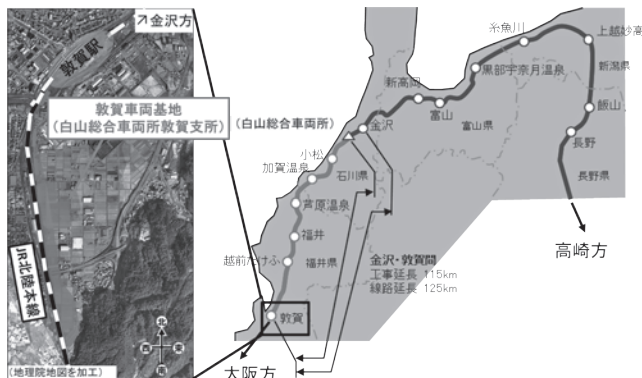 ↗金沢方
敦賀駅
敦賀車両基地
(白山総合車両所敦賀支所)
JR北陸本線
北
西 東
南
(地理院地図を加工)
糸魚川
上越妙高
新潟県
黒部宇奈月温泉
新高岡
富山
富山県
飯山
長野
長野県
高崎方
(白山総合車両所)
金沢
小松
加賀温泉
石川県
芦原温泉
福井
越前たけふ
福井県
金沢・敦賀間
工事延長 115km
線路延長 125km
敦賀
大阪方